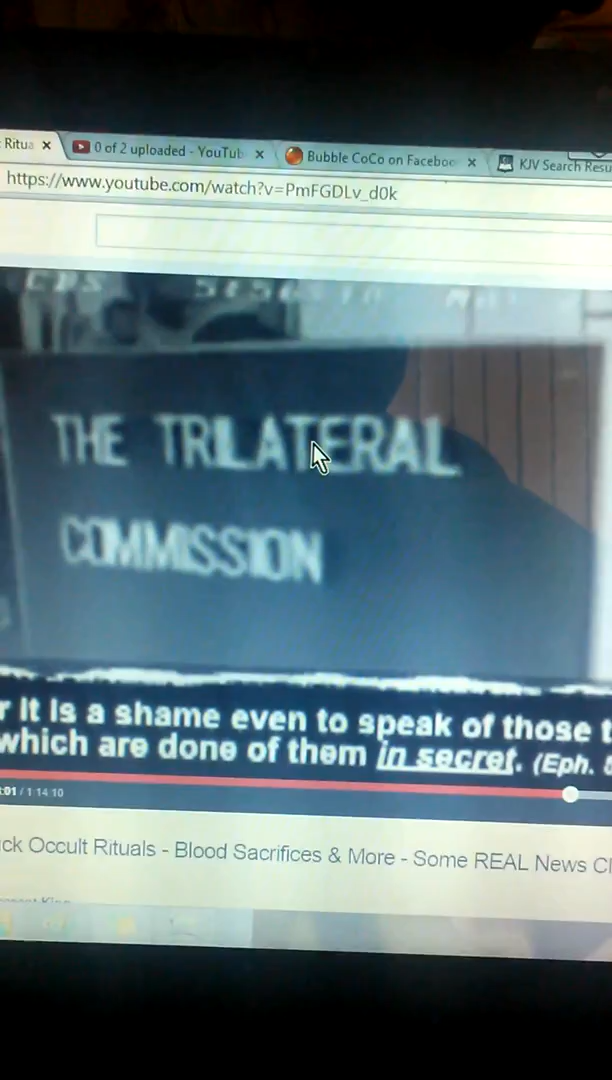 Ritua
0 of 2 uploaded - YouTub
Bubble CoCo on Faceboo
KJV Search Resu
https://www.youtube.com/watch?v=PmFGDLv_d0k
THE TRILATERAL
COMMISSION
r it is a shame even to speak of those t
which are done of them in secret. (Eph. 5
:01 / 1:14:10
ck Occult Rituals - Blood Sacrifices & More - Some REAL News Cl